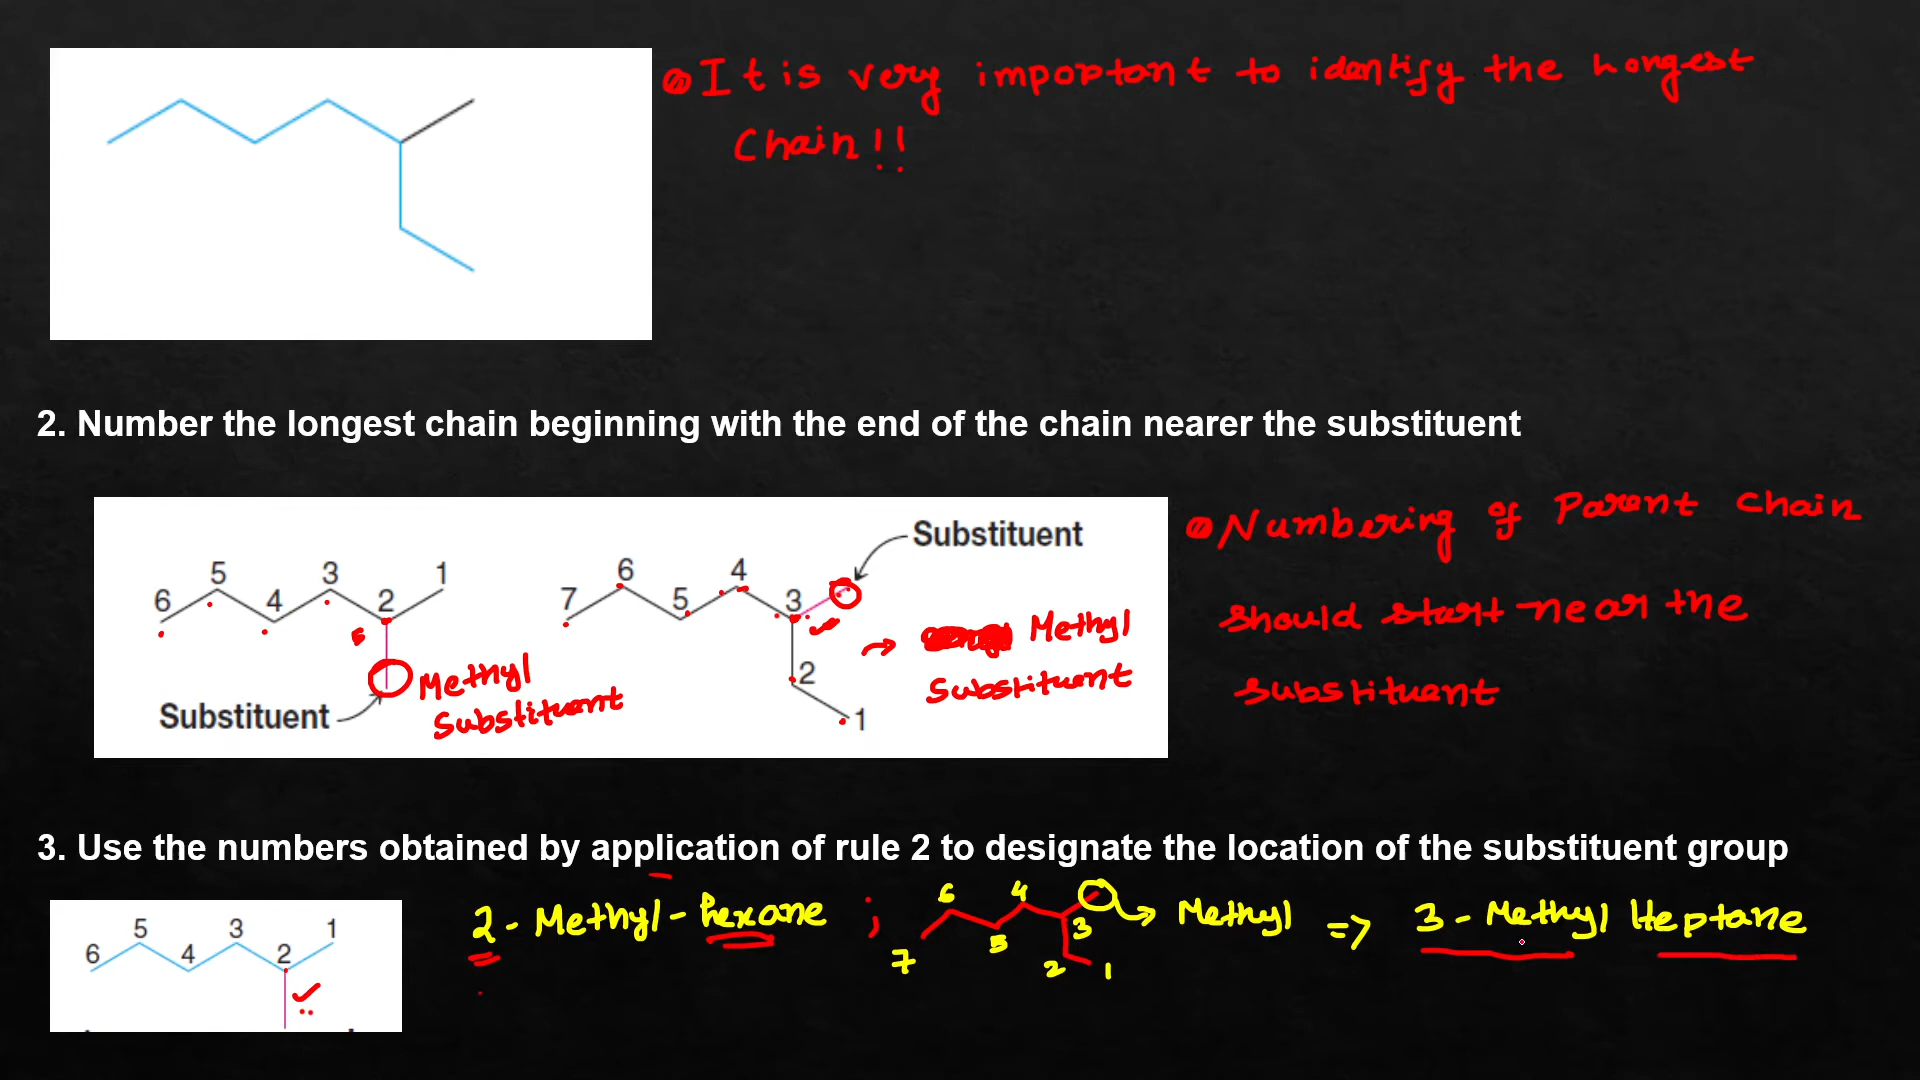 It is very important to identify the longest
Chain!!
2. Number the longest chain beginning with the end of the chain nearer the substituent
6 5 4 3 2 1
Substituent
Methyl
Substituent
7 6 5 4 3 2 1
Substituent
Methyl
Substituent
Numbering of Parent Chain
should start near the
substituent
3. Use the numbers obtained by application of rule 2 to designate the location of the substituent group
6 5 4 3 2 1
2 - Methyl - hexane ;
7 6 5 4 3 2 1
→ Methyl => 3 - Methyl Heptane